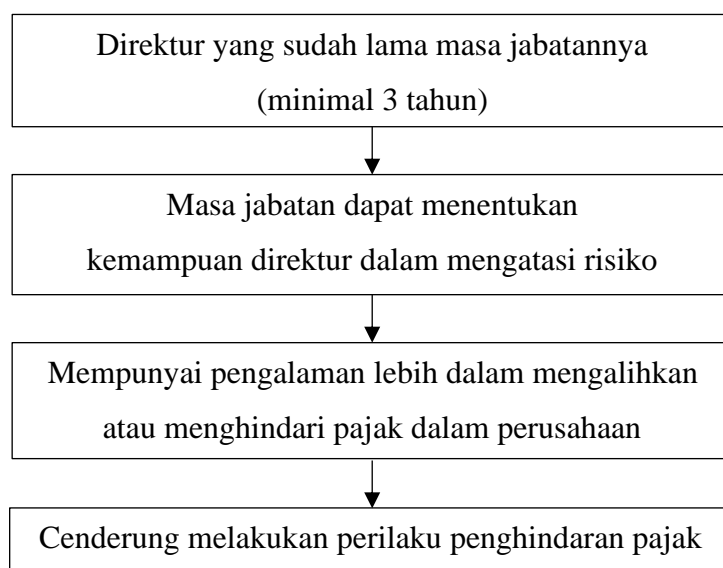 Direktur yang sudah lama masa jabatannya
(minimal 3 tahun)
Masa jabatan dapat menentukan
kemampuan direktur dalam mengatasi risiko
Mempunyai pengalaman lebih dalam mengalihkan
atau menghindari pajak dalam perusahaan
Cenderung melakukan perilaku penghindaran pajak